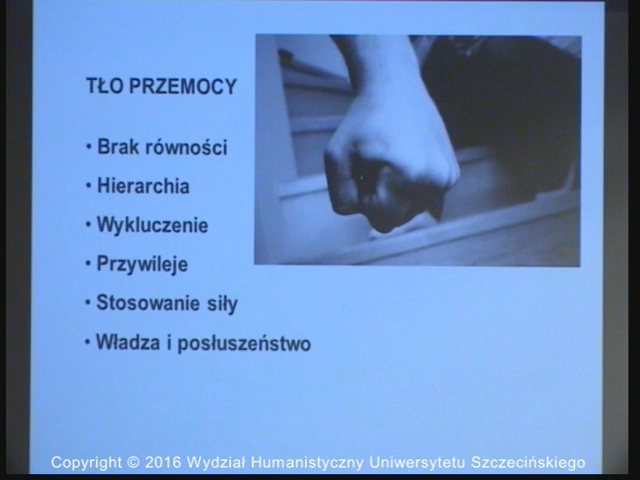 TŁO PRZEMOCY
• Brak równości
• Hierarchia
• Wykluczenie
• Przywileje
• Stosowanie siły
• Władza i posłuszeństwo
Copyright © 2016 Wydział Humanistyczny Uniwersytetu Szczecińskiego